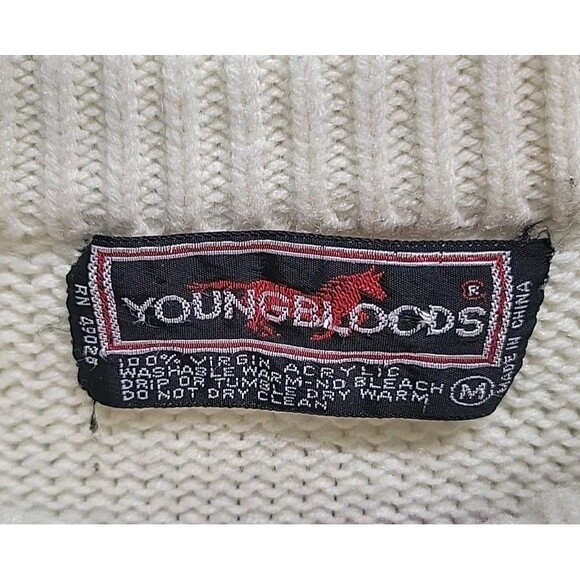 RN 49026
YOUNGBLOODS ®
100% VIRGIN ACRYLIC
WASHABLE WARM-NO BLEACH
DRIP OR TUMBLE DRY WARM
DO NOT DRY CLEAN
M
MADE IN CHINA